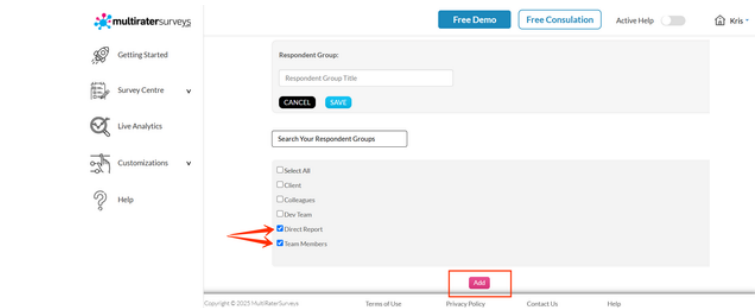 multiratersurveys
Free Demo
Free Consulation
Active Help
Kris
Getting Started
Survey Centre
Live Analytics
Customizations
Help
Respondent Group:
Respondent Group Title
CANCEL
SAVE
Search Your Respondent Groups
Select All
Client
Colleagues
Dev Team
Direct Report
Team Members
Add
Copyright © 2025 MultiRaterSurveys
Terms of Use
Privacy Policy
Contact Us
Help